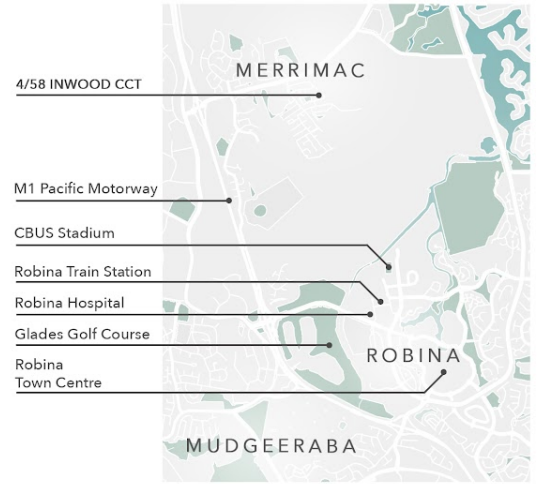 MERRIMAC
4/58 INWOOD CCT
M1 Pacific Motorway
CBUS Stadium
Robina Train Station
Robina Hospital
Glades Golf Course
Robina
Town Centre
ROBINA
MUDGEERABA